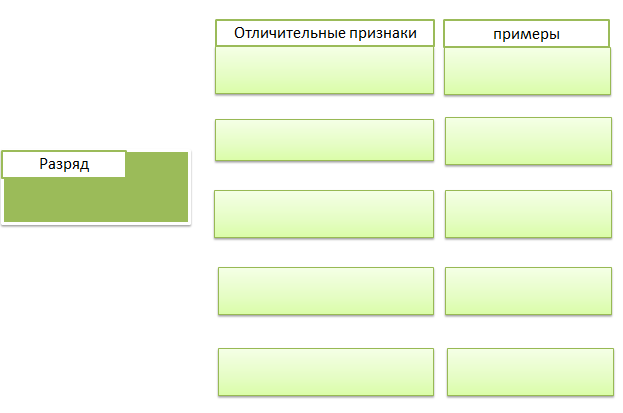 Отличительные признаки
примеры
Разряд